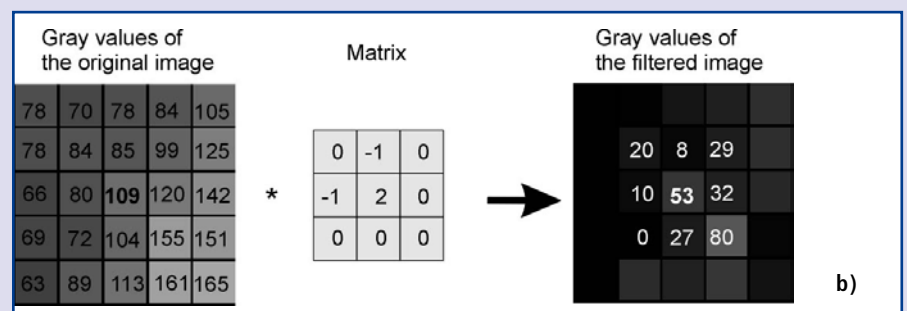 Gray values of
the original image
78 70 78 84 105
78 84 85 99 125
66 80 109 120 142
69 72 104 155 151
63 89 113 161 165
*
Matrix
0 -1 0
-1 2 0
0 0 0
Gray values of
the filtered image
20 8 29
10 53 32
0 27 80
b)